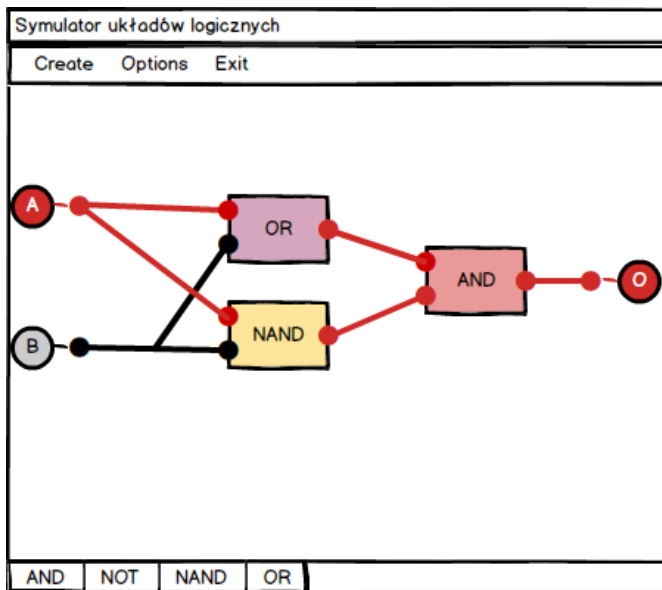 Symulator układów logicznych
Create Options Exit
A
OR
AND
O
NAND
B
AND NOT NAND OR